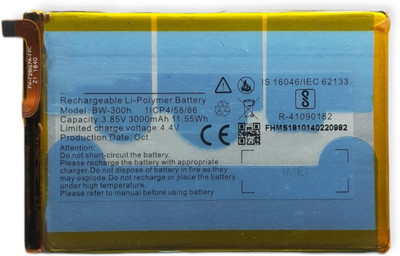 IS 16046/IEC 62133
Rechargeable Li-Polymer Battery
Model: BW-300h 1ICP4/58/86
Capacity: 3.85V 3000mAh 11.55Wh
Limited charge voltage: 4.4V
Production Date: Oct .
R-41090182
FHMS1810140220982
Attention:
Do not short-circuit the battery
Please recharge the battery with appropriate
charger.Do not dispose of battery in fire as they
may explode.Do not place the battery
under high temperature.
Please refer to manual before using battery
IMEI